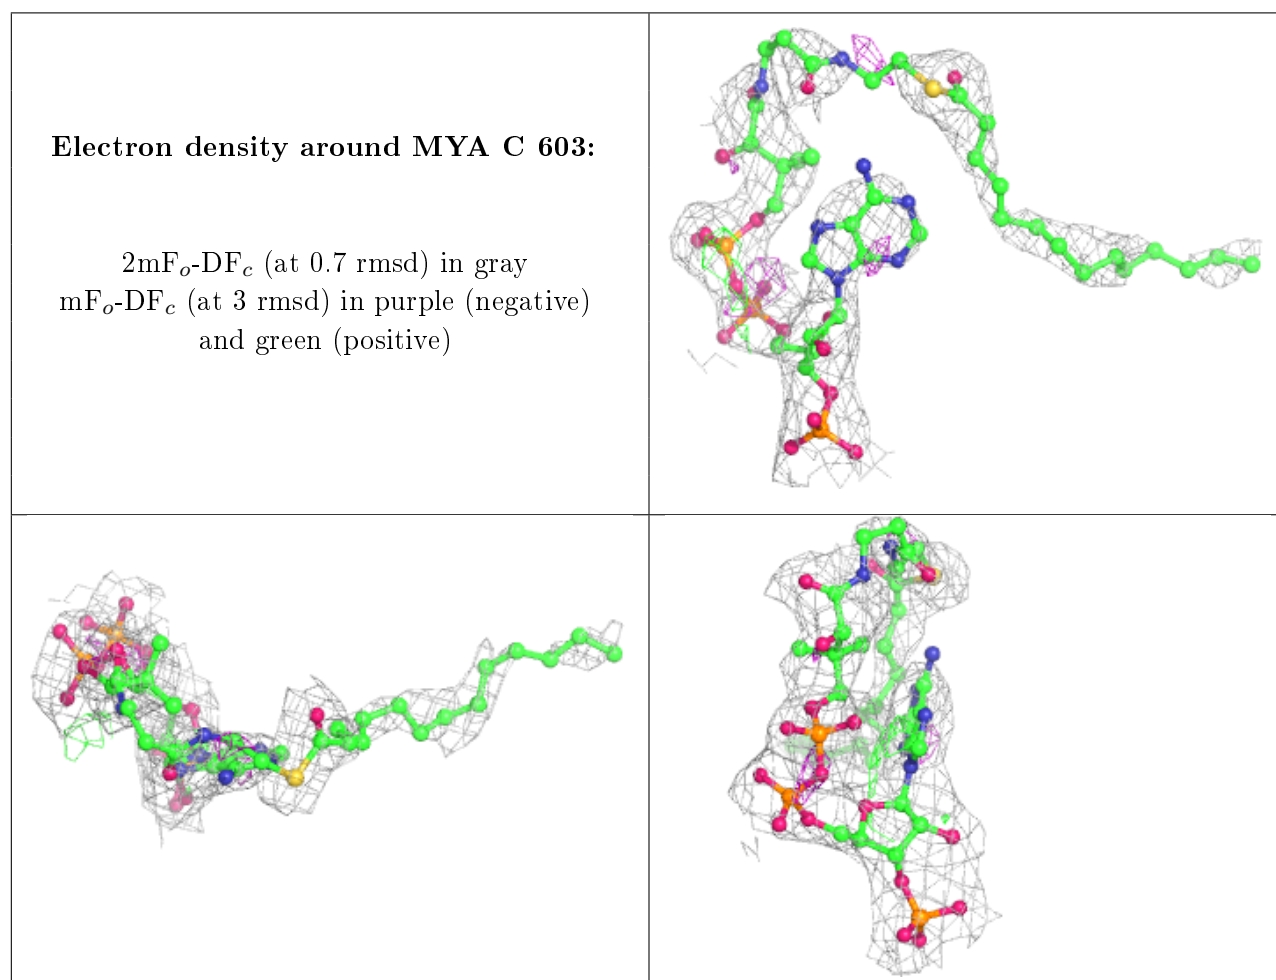 Electron density around MYA C 603:
2mFₒ-DF𝒸 (at 0.7 rmsd) in gray
mFₒ-DF𝒸 (at 3 rmsd) in purple (negative)
and green (positive)